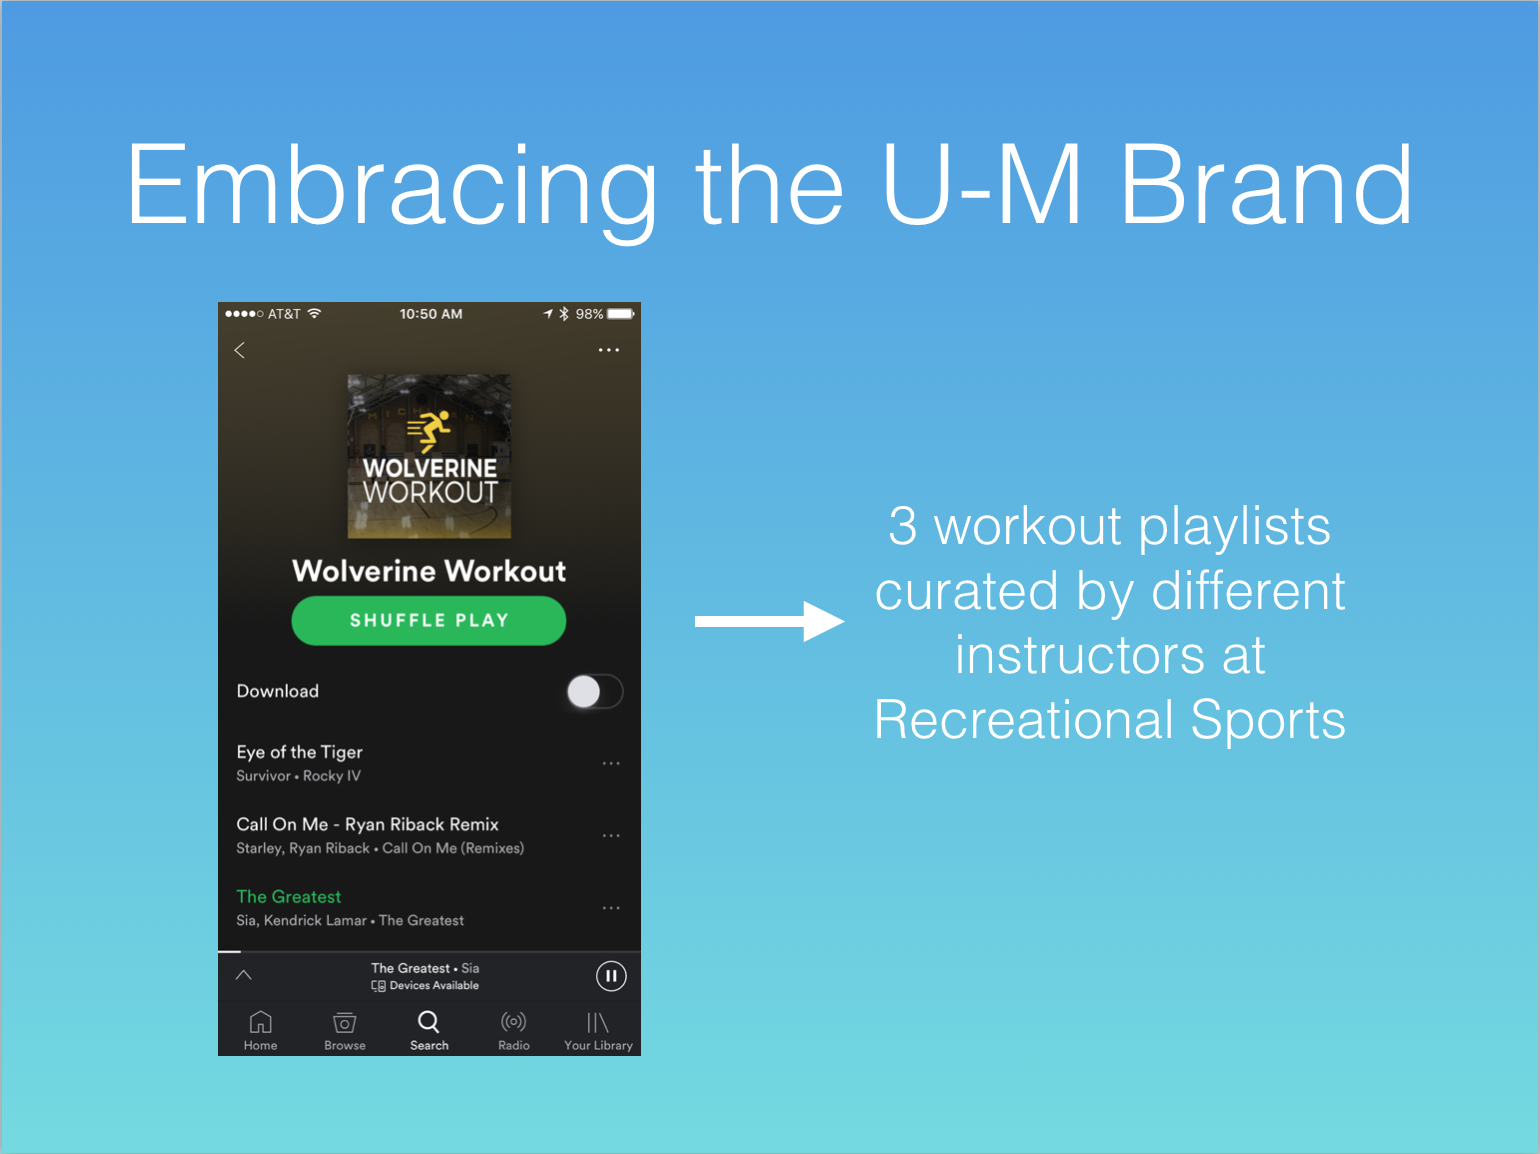 Embracing the U-M Brand
AT&T 10:50 AM 98%
MICHIGAN
WOLVERINE
WORKOUT
Wolverine Workout
SHUFFLE PLAY
Download
Eye of the Tiger
Survivor • Rocky IV
Call On Me - Ryan Riback Remix
Starley, Ryan Riback • Call On Me (Remixes)
The Greatest
Sia, Kendrick Lamar • The Greatest
The Greatest • Sia
Devices Available
Home Browse Search Radio Your Library
3 workout playlists
curated by different
instructors at
Recreational Sports